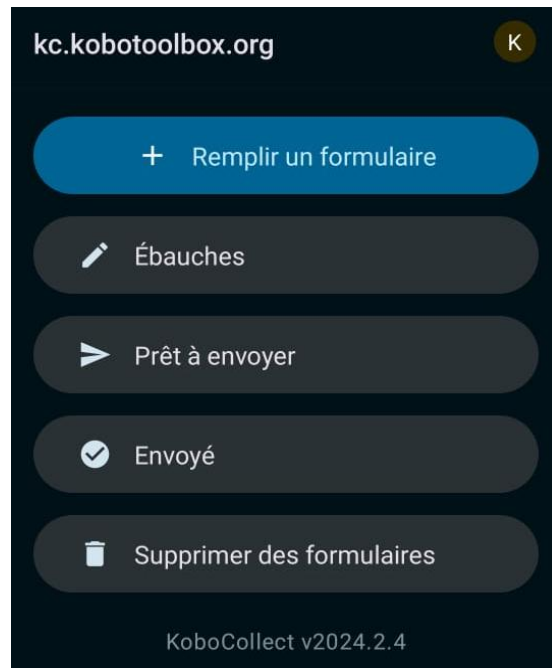 kc.kobotoolbox.org
K
+ Remplir un formulaire
Ébauches
Prêt à envoyer
Envoyé
Supprimer des formulaires
KoboCollect v2024.2.4